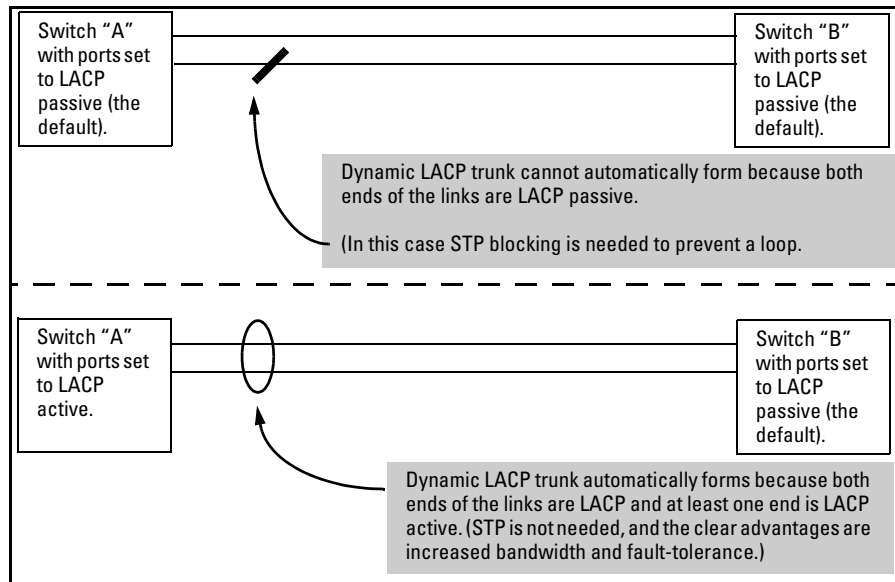 Switch “A”
with ports set
to LACP
passive (the
default).
Switch “B”
with ports set
to LACP
passive (the
default).
Dynamic LACP trunk cannot automatically form because both
ends of the links are LACP passive.
(In this case STP blocking is needed to prevent a loop.
Switch “A”
with ports set
to LACP
active.
Switch “B”
with ports set
to LACP
passive (the
default).
Dynamic LACP trunk automatically forms because both
ends of the links are LACP and at least one end is LACP
active. (STP is not needed, and the clear advantages are
increased bandwidth and fault-tolerance.)